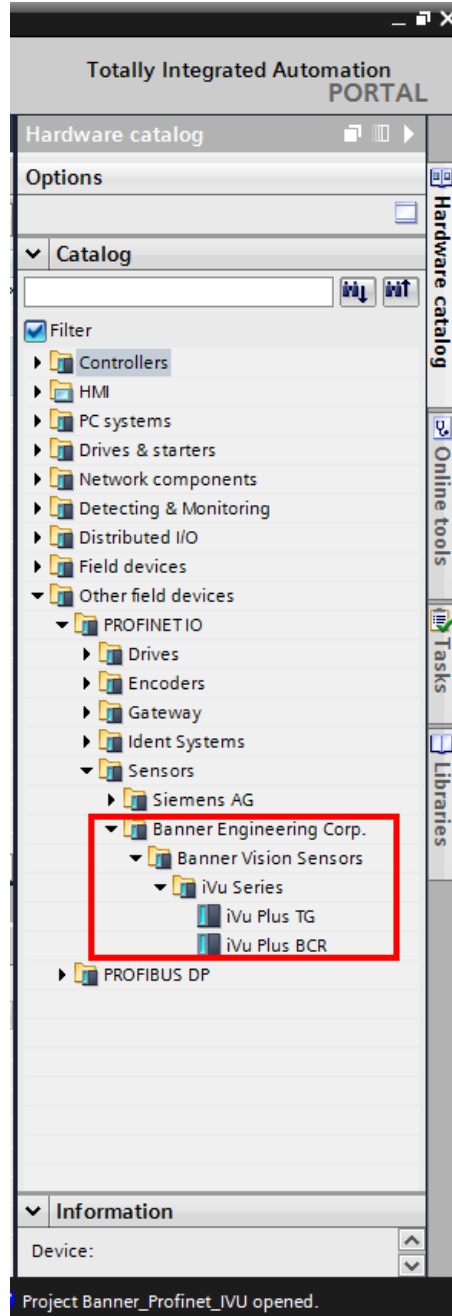 Totally Integrated Automation
PORTAL
Hardware catalog
Options
Catalog
Filter
Controllers
HMI
PC systems
Drives & starters
Network components
Detecting & Monitoring
Distributed I/O
Field devices
Other field devices
PROFINET IO
Drives
Encoders
Gateway
Ident Systems
Sensors
Siemens AG
Banner Engineering Corp.
Banner Vision Sensors
iVu Series
iVu Plus TG
iVu Plus BCR
PROFIBUS DP
Information
Device:
Project Banner_Profinet_IVU opened.
Hardware catalog
Online tools
Tasks
Libraries